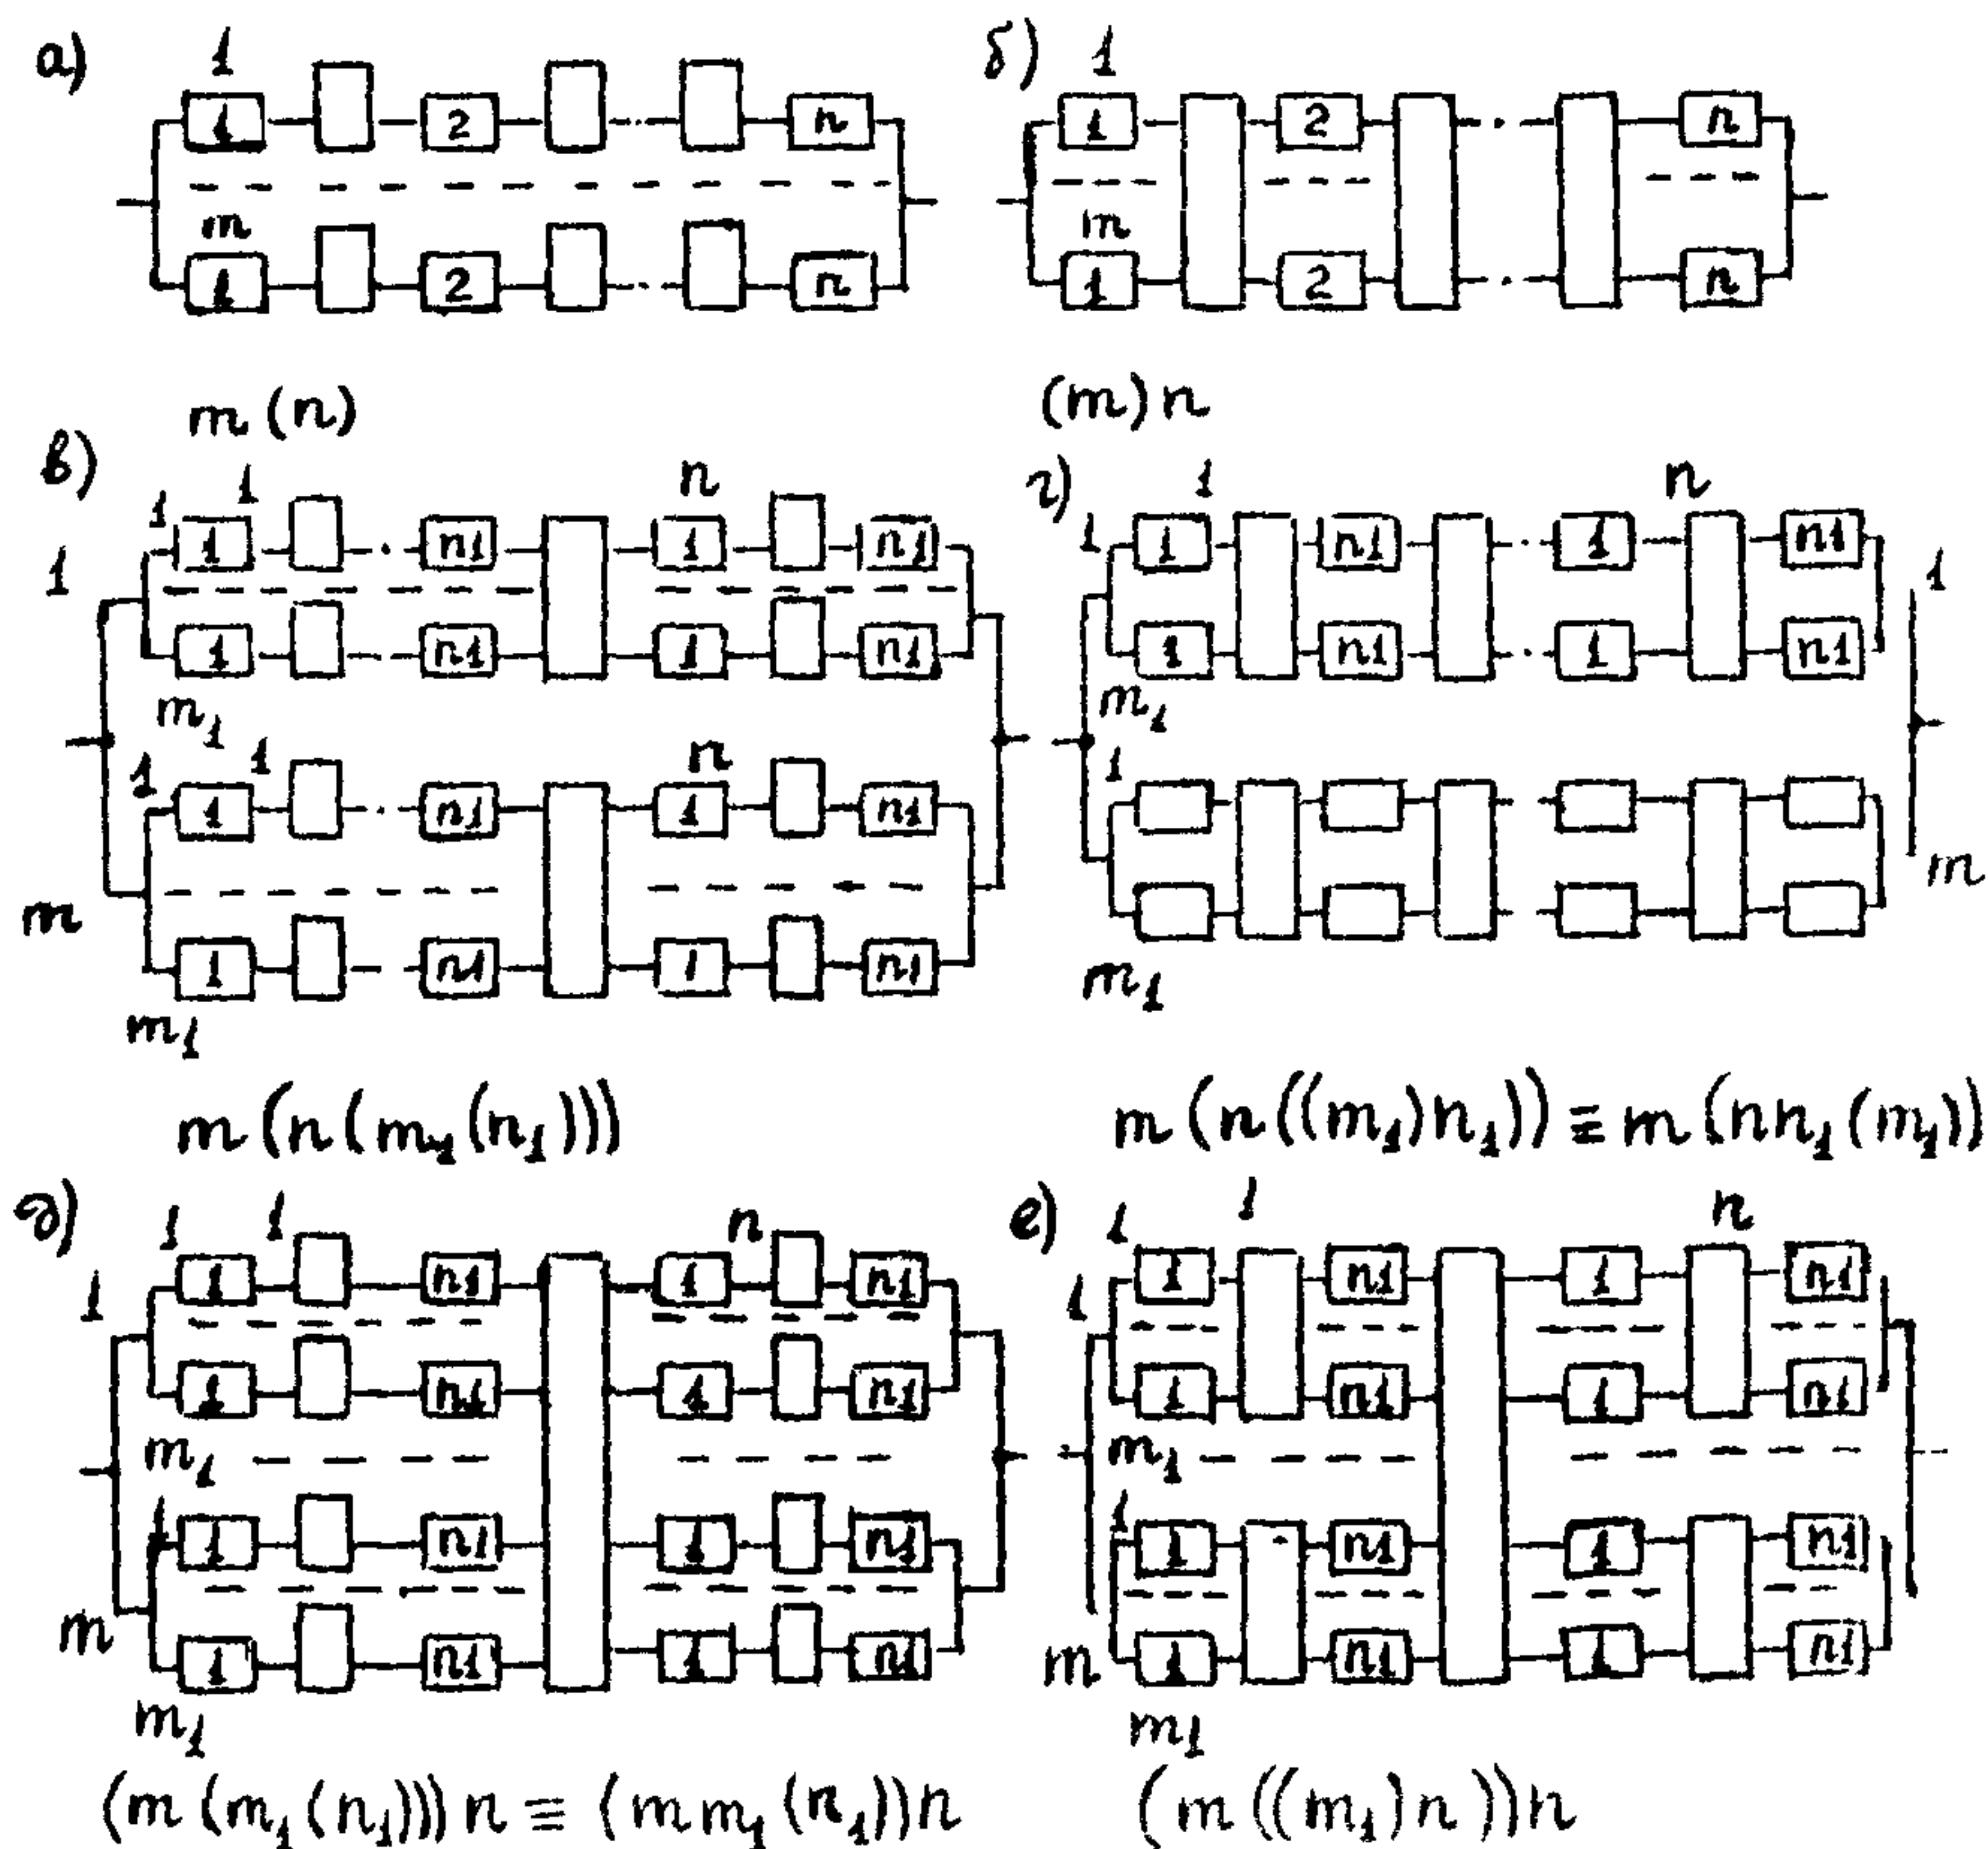 а) 1
1 2 n
m
1 2 n
m (n)
б) 1
1 2 n
m
1 2 n
(m) n
в) 1 1 n
1 1 n1 1 n1
1 n1 1 n1
m₁
1 1 n
1 n1 1 n1
m
1 n1 1 n1
m₁
m (n (m₁ (n₁)))
г) 1 n
1 1 n1 1 n1 1
1 n1 1 n1
m₁
1
m
m₁
m (n ((m₁) n₁)) ≡ m (nn₁ (m₁))
д) 1 1 n
1 1 n1 1 n1
1 n1 1 n1
m₁
1
1 n1 1 n1
m
1 n1 1 n1
m₁
(m (m₁ (n₁))) n ≡ (m m₁ (n₁)) n
е) 1 1 n
1 1 n1 1 n1
1 n1 1 n1
m₁
1
1 n1 1 n1
m 1 n1 1 n1
m₁
(m ((m₁) n)) n